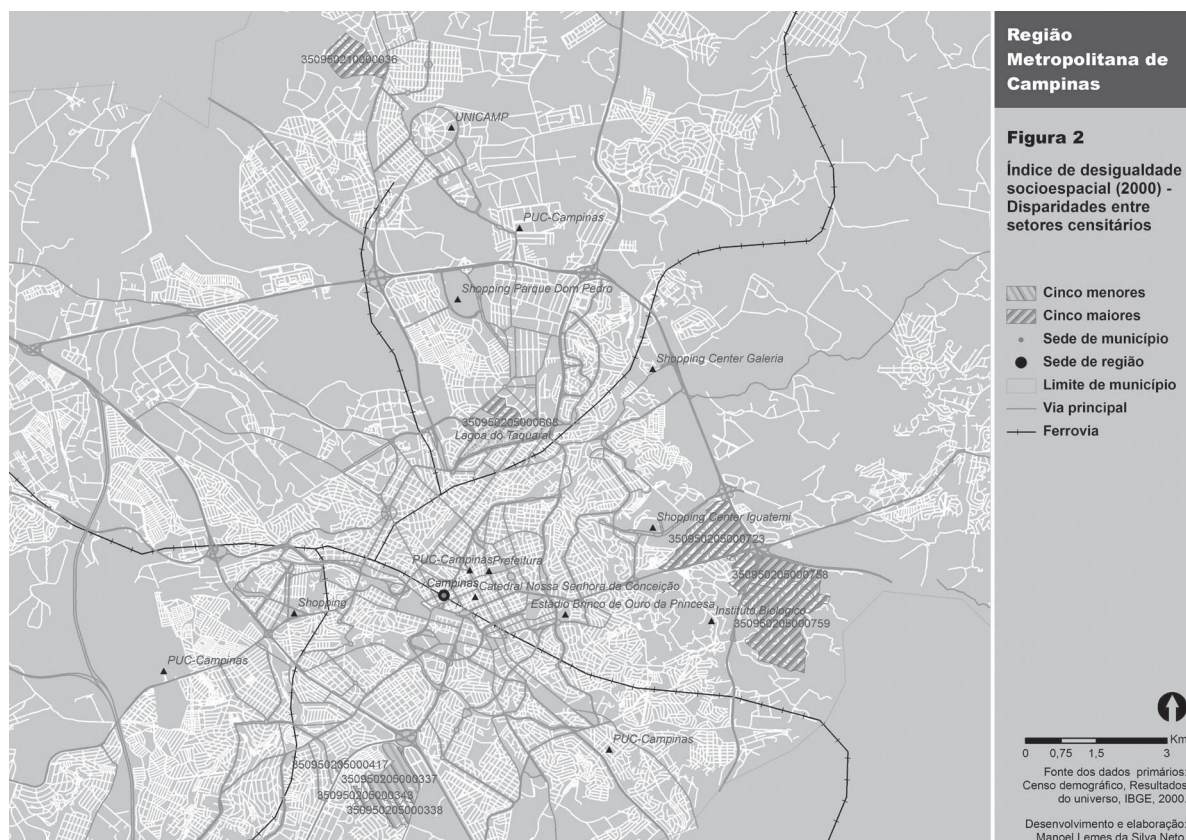 350950210000036
UNICAMP
PUC-Campinas
Shopping Parque Dom Pedro
Shopping Center Galeria
350950205000608
Lagoa do Taquaral
Shopping Center Iguatemi
350950205000723
PUC-Campinas
Prefeitura
350950205000758
Campinas
Catedral Nossa Senhora da Conceição
Shopping
Estádio Brinco de Ouro da Princesa
Instituto Biologico
350950205000759
PUC-Campinas
PUC-Campinas
350950205000417
350950205000337
350950205000343
350950205000338
Região
Metropolitana de
Campinas
Figura 2
Índice de desigualdade
socioespacial (2000) -
Disparidades entre
setores censitários
Cinco menores
Cinco maiores
Sede de município
Sede de região
Limite de município
Via principal
Ferrovia
Km
0 0,75 1,5 3
Fonte dos dados primários:
Censo demográfico, Resultados
do universo, IBGE, 2000.
Desenvolvimento e elaboração:
Manoel Lemes da Silva Neto